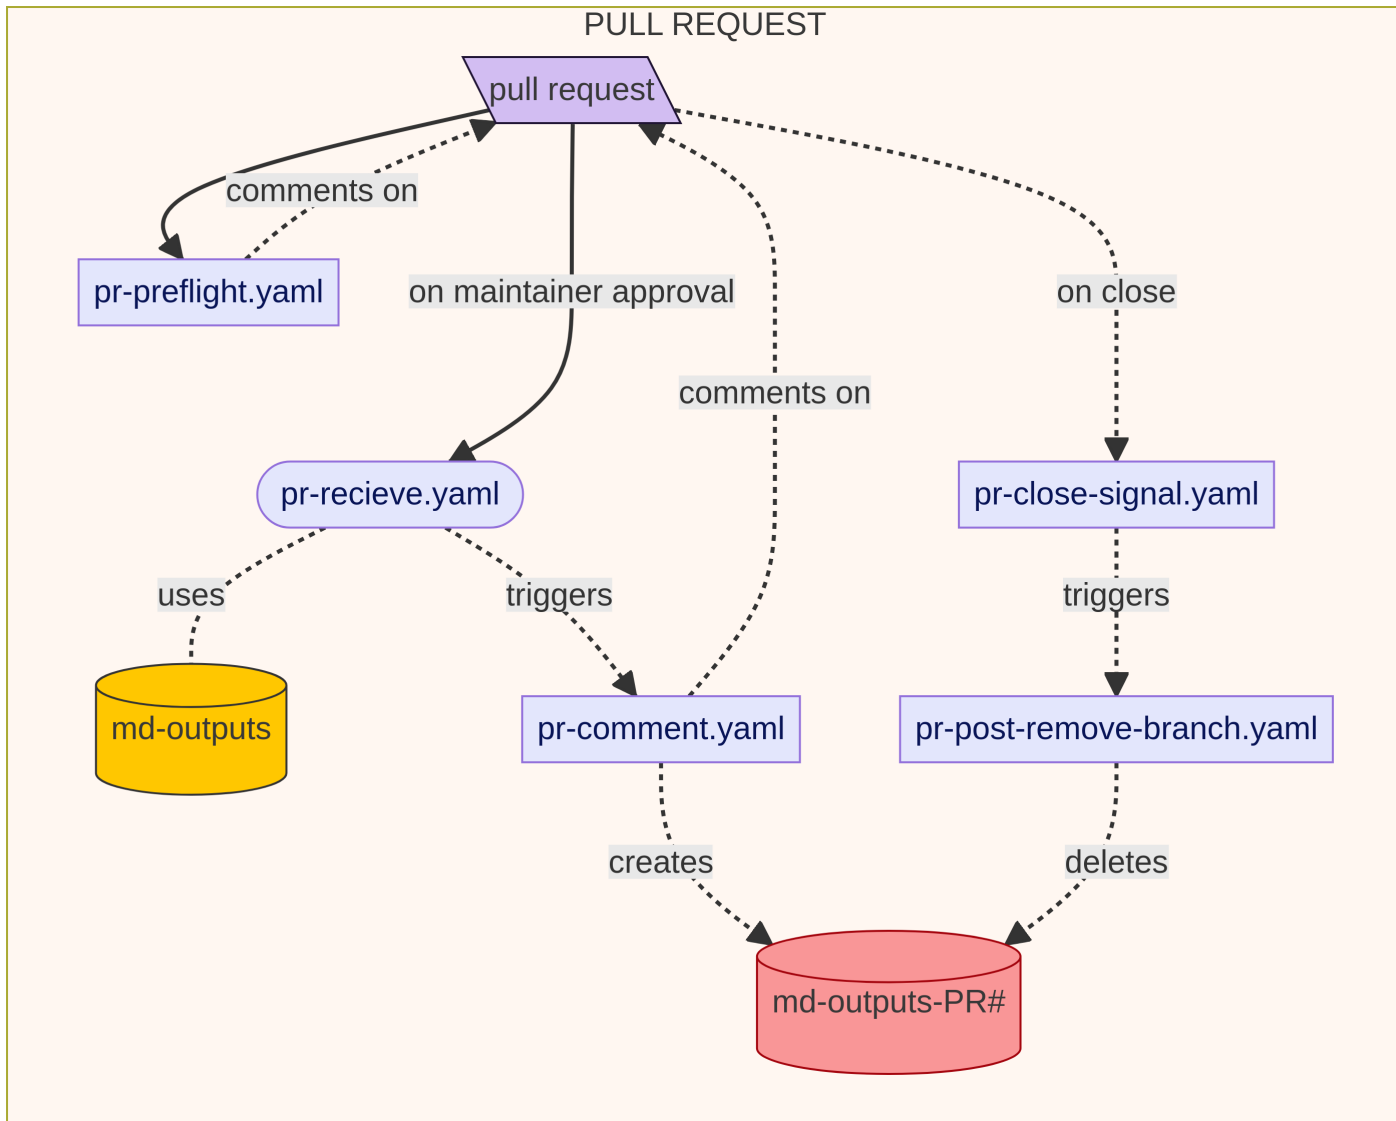 PULL REQUEST
pull request
comments on
pr-preflight.yaml
on maintainer approval
on close
comments on
pr-recieve.yaml
pr-close-signal.yaml
uses
triggers
triggers
md-outputs
pr-comment.yaml
pr-post-remove-branch.yaml
creates
deletes
md-outputs-PR#